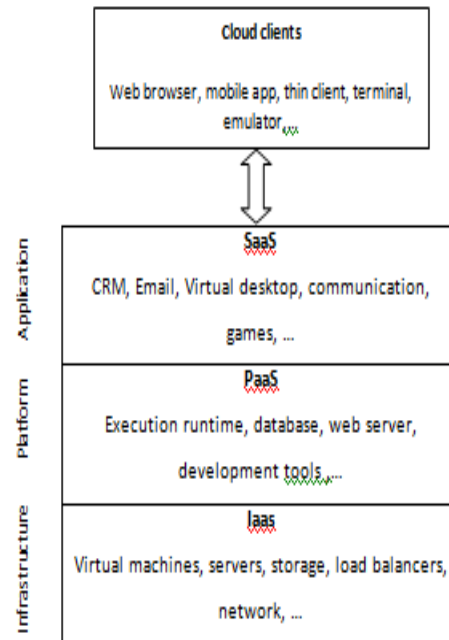 Cloud clients
Web browser, mobile app, thin client, terminal,
emulator,...
Application
SaaS
CRM, Email, Virtual desktop, communication,
games, ...
Platform
PaaS
Execution runtime, database, web server,
development tools,...
Infrastructure
Iaas
Virtual machines, servers, storage, load balancers,
network, ...